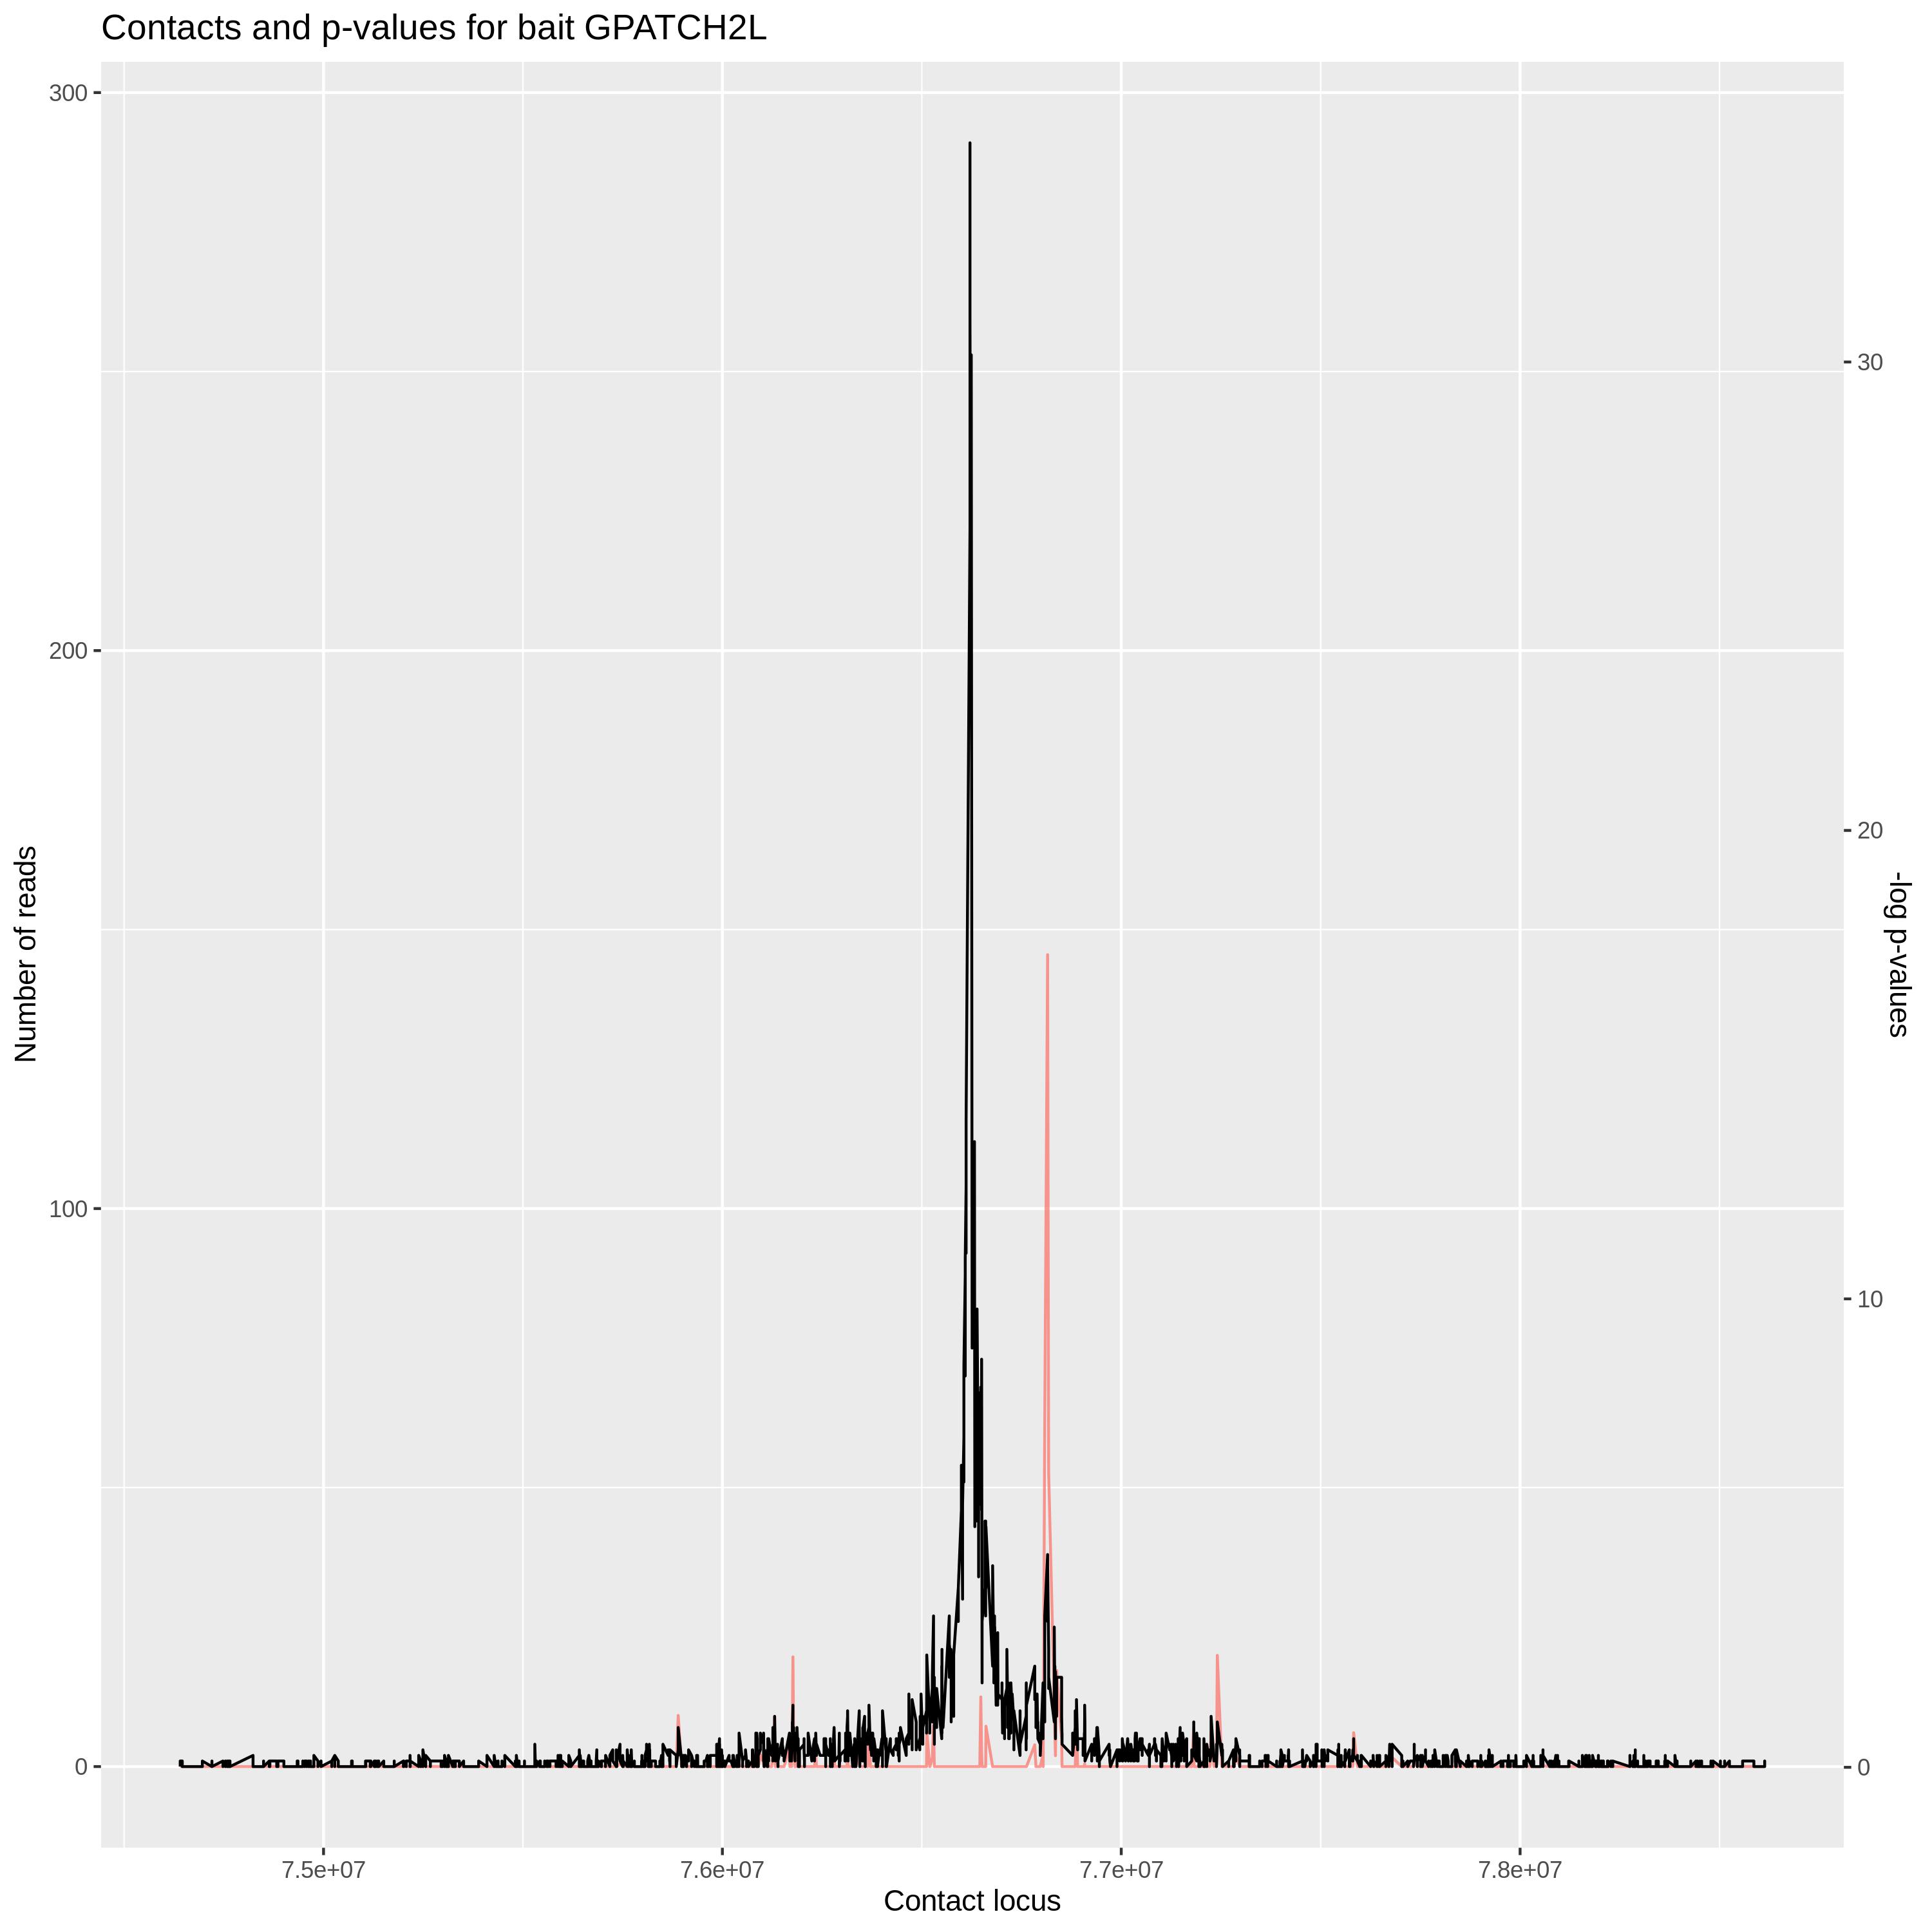 Contacts and p-values for bait GPATCH2L
300
200
100
0
30
20
10
0
Number of reads
-log p-values
7.5e+07
7.6e+07
7.7e+07
7.8e+07
Contact locus